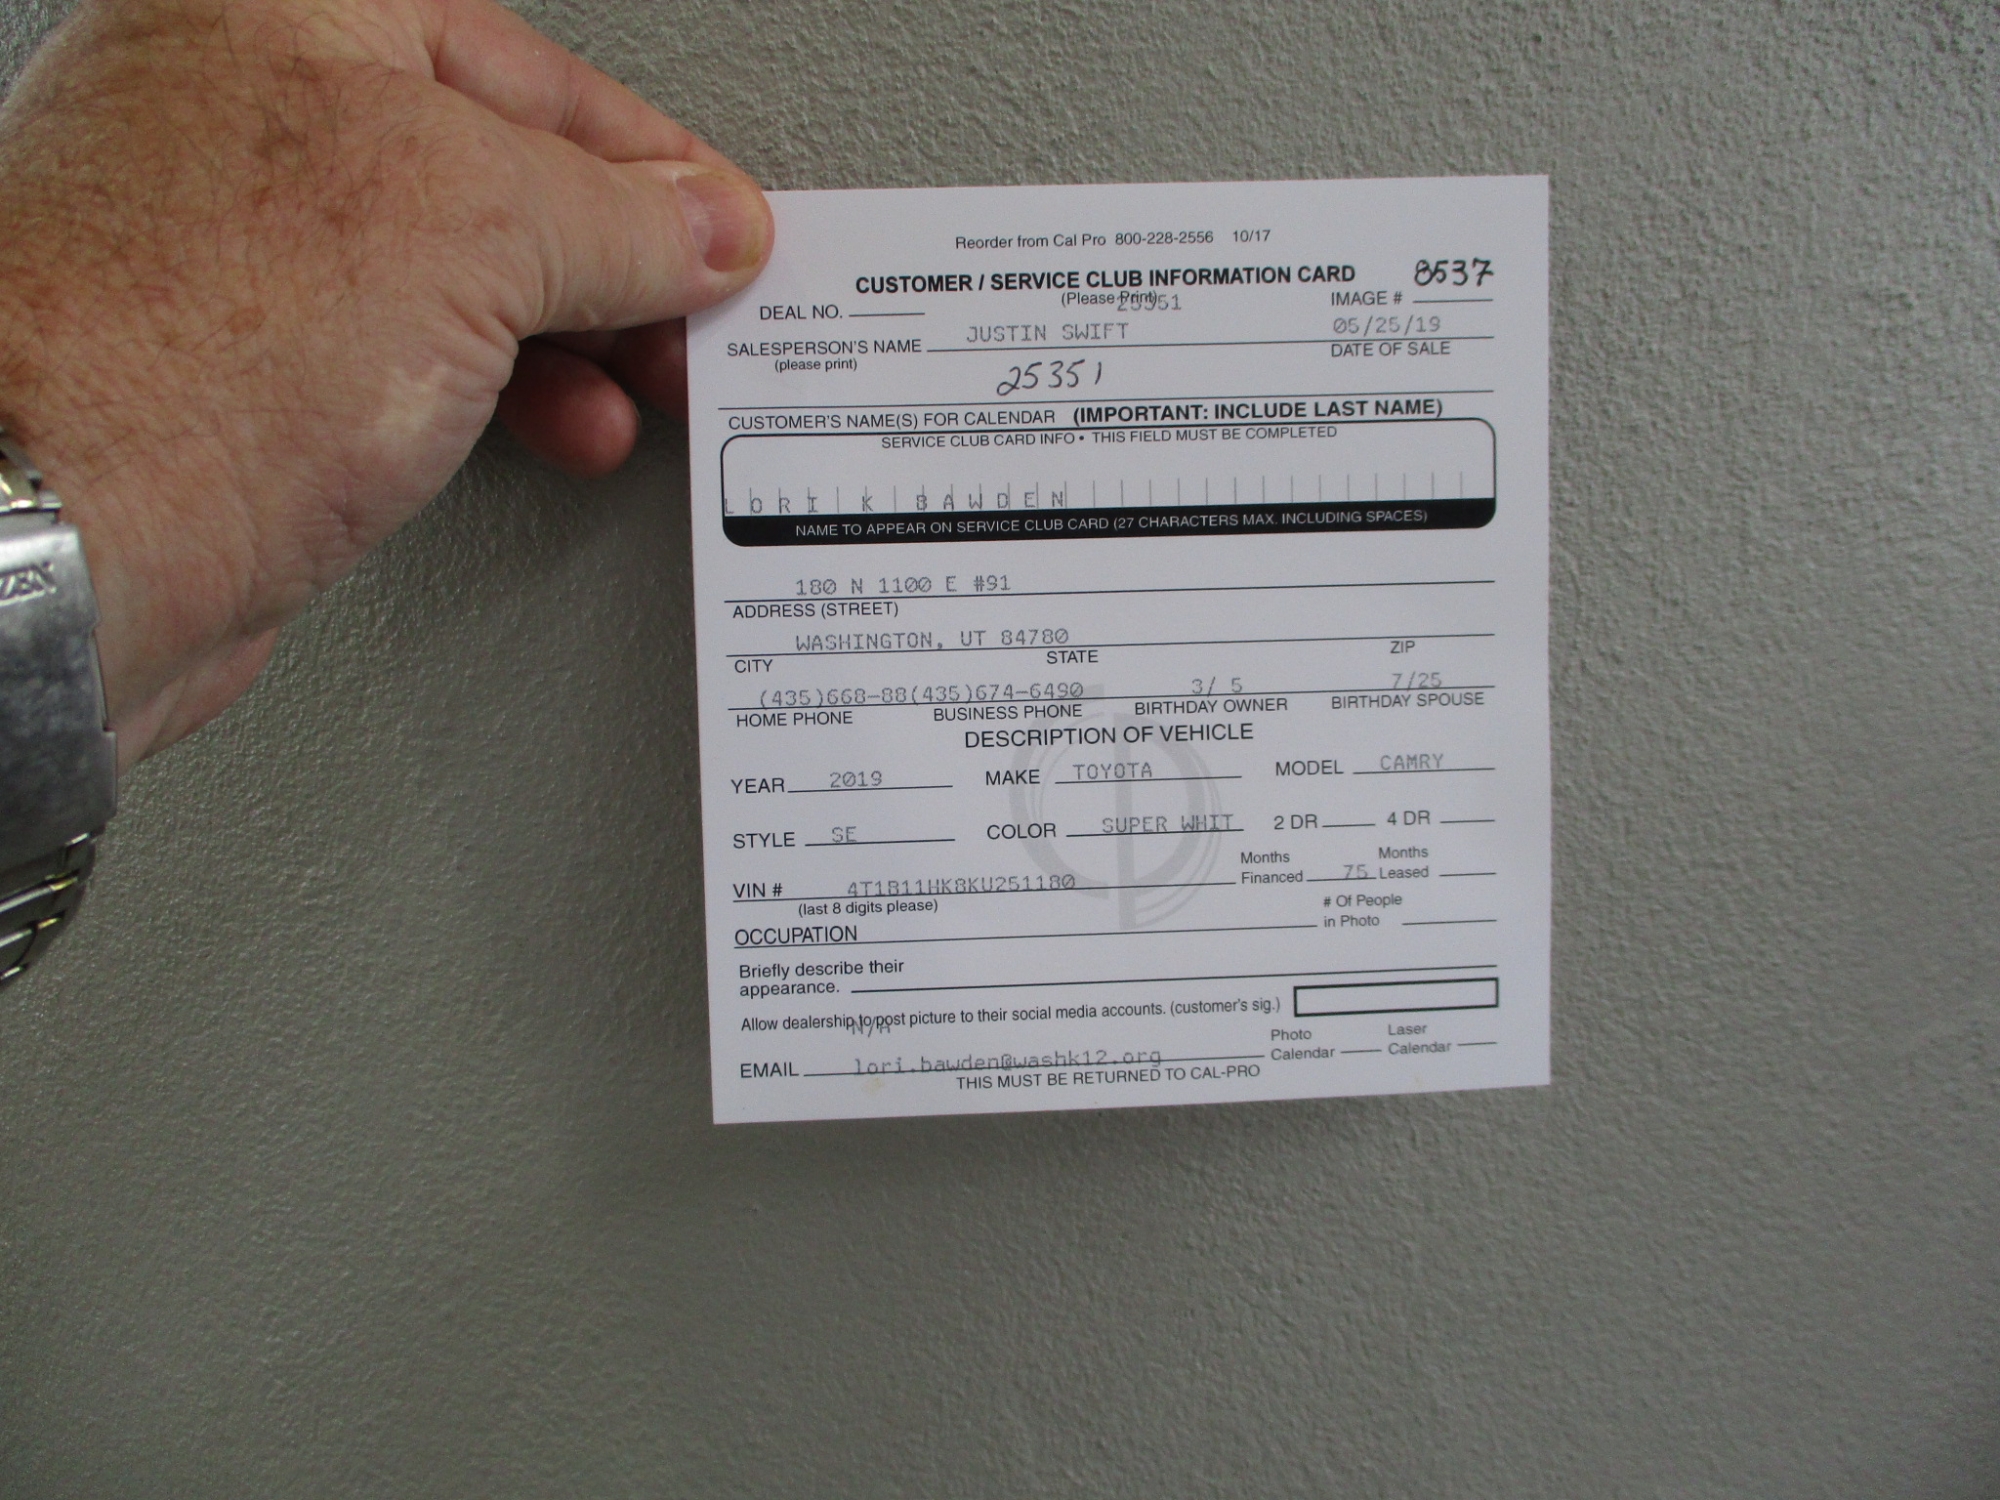 Reorder from Cal Pro 800-228-2556 10/17
CUSTOMER / SERVICE CLUB INFORMATION CARD 8537
(Please Print) 25351
DEAL NO. IMAGE #
SALESPERSON'S NAME JUSTIN SWIFT 05/25/19
(please print) DATE OF SALE
25351
CUSTOMER'S NAME(S) FOR CALENDAR (IMPORTANT: INCLUDE LAST NAME)
SERVICE CLUB CARD INFO • THIS FIELD MUST BE COMPLETED
LORI K BAWDEN
NAME TO APPEAR ON SERVICE CLUB CARD (27 CHARACTERS MAX. INCLUDING SPACES)
180 N 1100 E #91
ADDRESS (STREET)
WASHINGTON, UT 84780
CITY STATE ZIP
(435)668-88(435)674-6490 3/ 5 7/25
HOME PHONE BUSINESS PHONE BIRTHDAY OWNER BIRTHDAY SPOUSE
DESCRIPTION OF VEHICLE
YEAR 2019 MAKE TOYOTA MODEL CAMRY
STYLE SE COLOR SUPER WHIT 2 DR 4 DR
VIN # 4T1B11HK8KU251180 Months Financed 75 Months Leased
(last 8 digits please)
OCCUPATION # Of People in Photo
Briefly describe their
appearance.
Allow dealership to post picture to their social media accounts. (customer's sig.)
N/A
EMAIL lori.bawden@washk12.org Photo Calendar Laser Calendar
THIS MUST BE RETURNED TO CAL-PRO